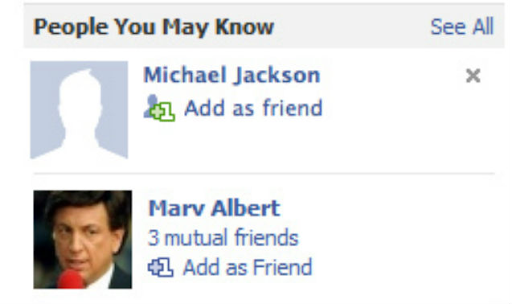 People You May Know See All
Michael Jackson
Add as friend
Marv Albert
3 mutual friends
Add as Friend